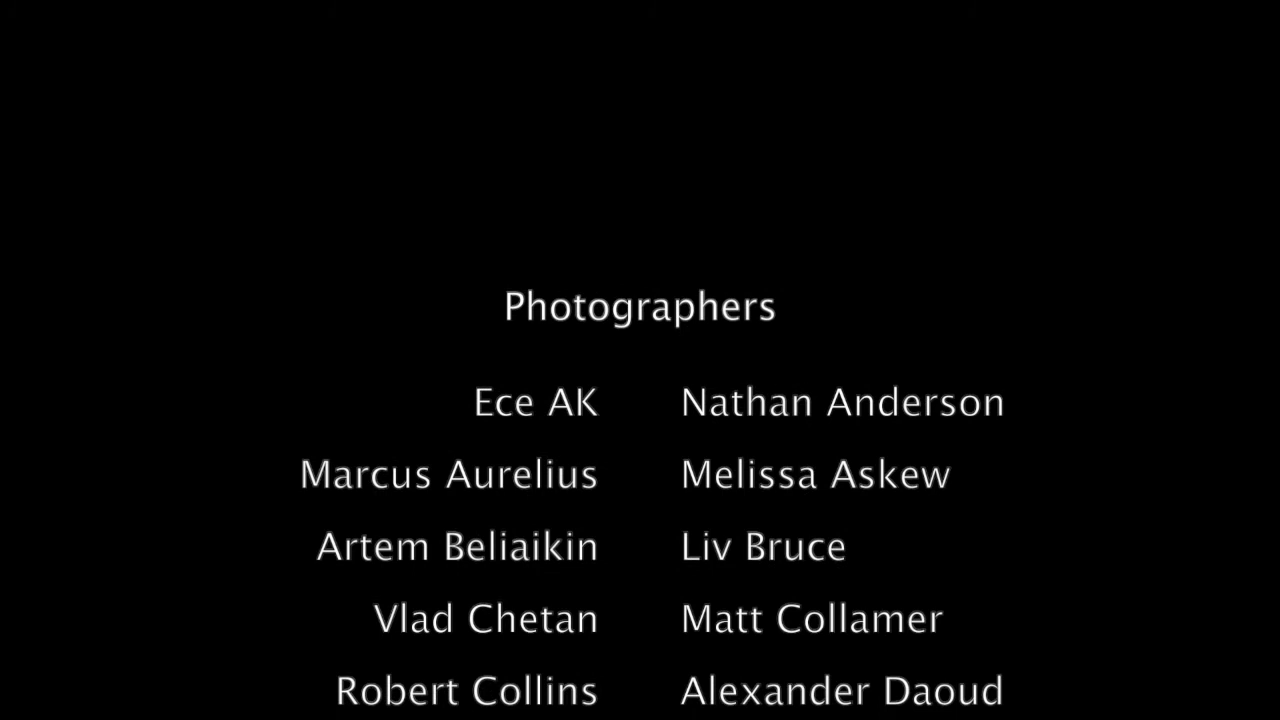 Photographers
Ece AK Nathan Anderson
Marcus Aurelius Melissa Askew
Artem Beliaikin Liv Bruce
Vlad Chetan Matt Collamer
Robert Collins Alexander Daoud